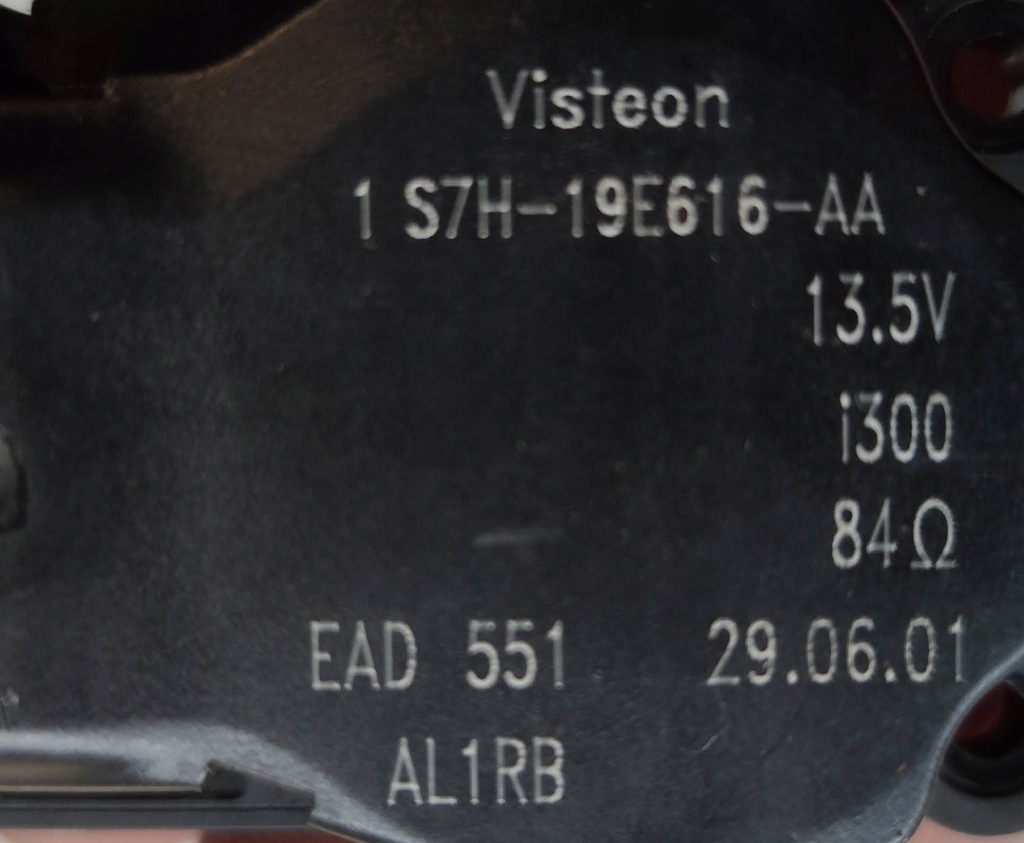 Visteon
1 S7H-19E616-AA
13.5V
i300
84Ω
EAD 551 29.06.01
AL1RB